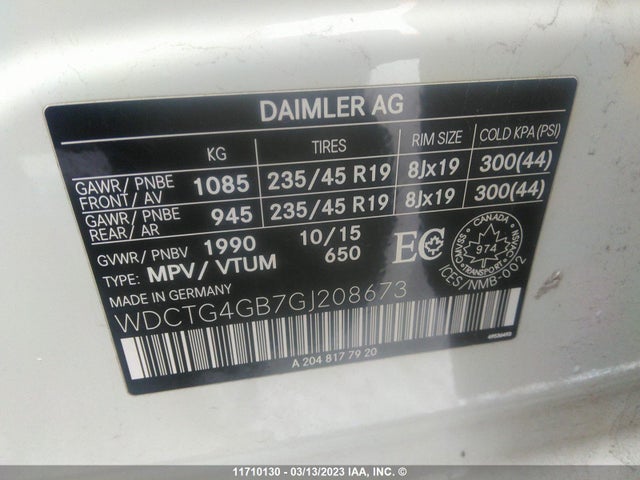 DAIMLER AG
KG TIRES RIM SIZE COLD KPA (PSI)
GAWR/ PNBE FRONT/ AV 1085 235/45 R19 8Jx19 300(44)
GAWR/ PNBE REAR/ AR 945 235/45 R19 8Jx19 300(44)
GVWR/ PNBV 1990 10/15
TYPE: MPV/ VTUM 650
EC
CANADA
974
TRANSPORT
ICES/NMB-002
MADE IN GERMANY
WDCTG4GB7GJ208673
A 204 817 79 20
11710130 - 03/13/2023 IAA, INC. ©